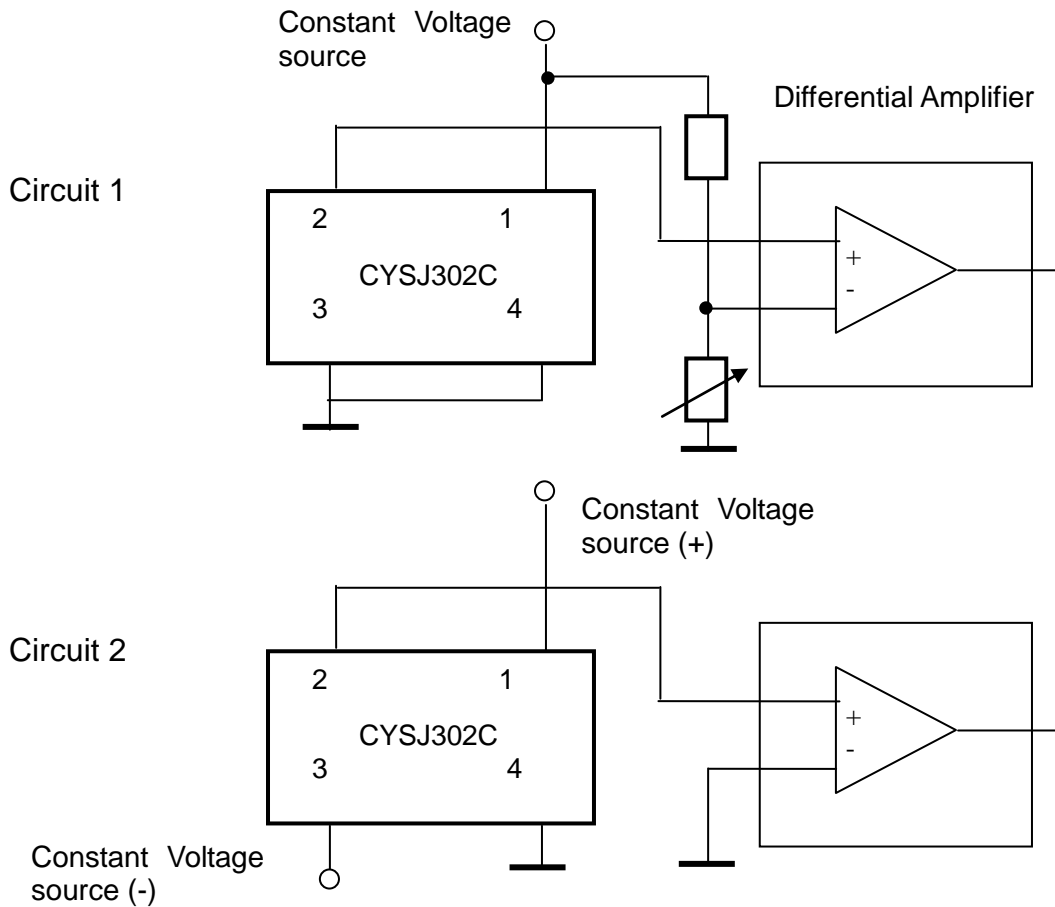 Constant Voltage
source
Differential Amplifier
Circuit 1
2 1
CYSJ302C
3 4
+
-
Constant Voltage
source (+)
Circuit 2
2 1
CYSJ302C
3 4
+
-
Constant Voltage
source (-)